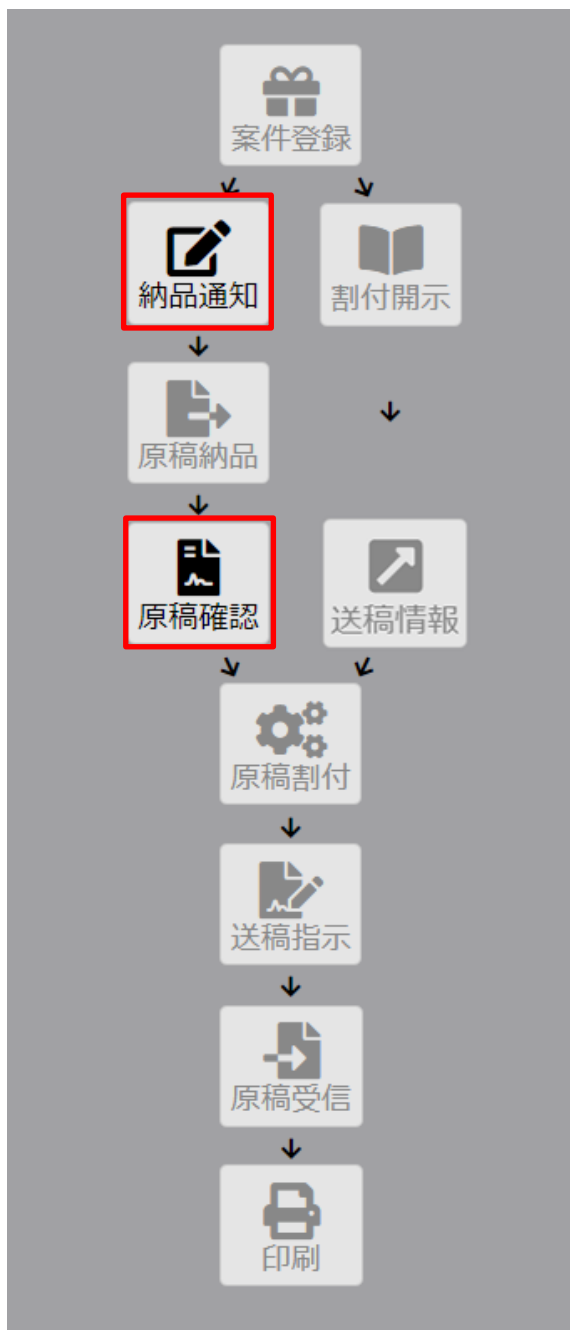 案件登録
納品通知
割付開示
原稿納品
原稿確認
送稿情報
原稿割付
送稿指示
原稿受信
印刷